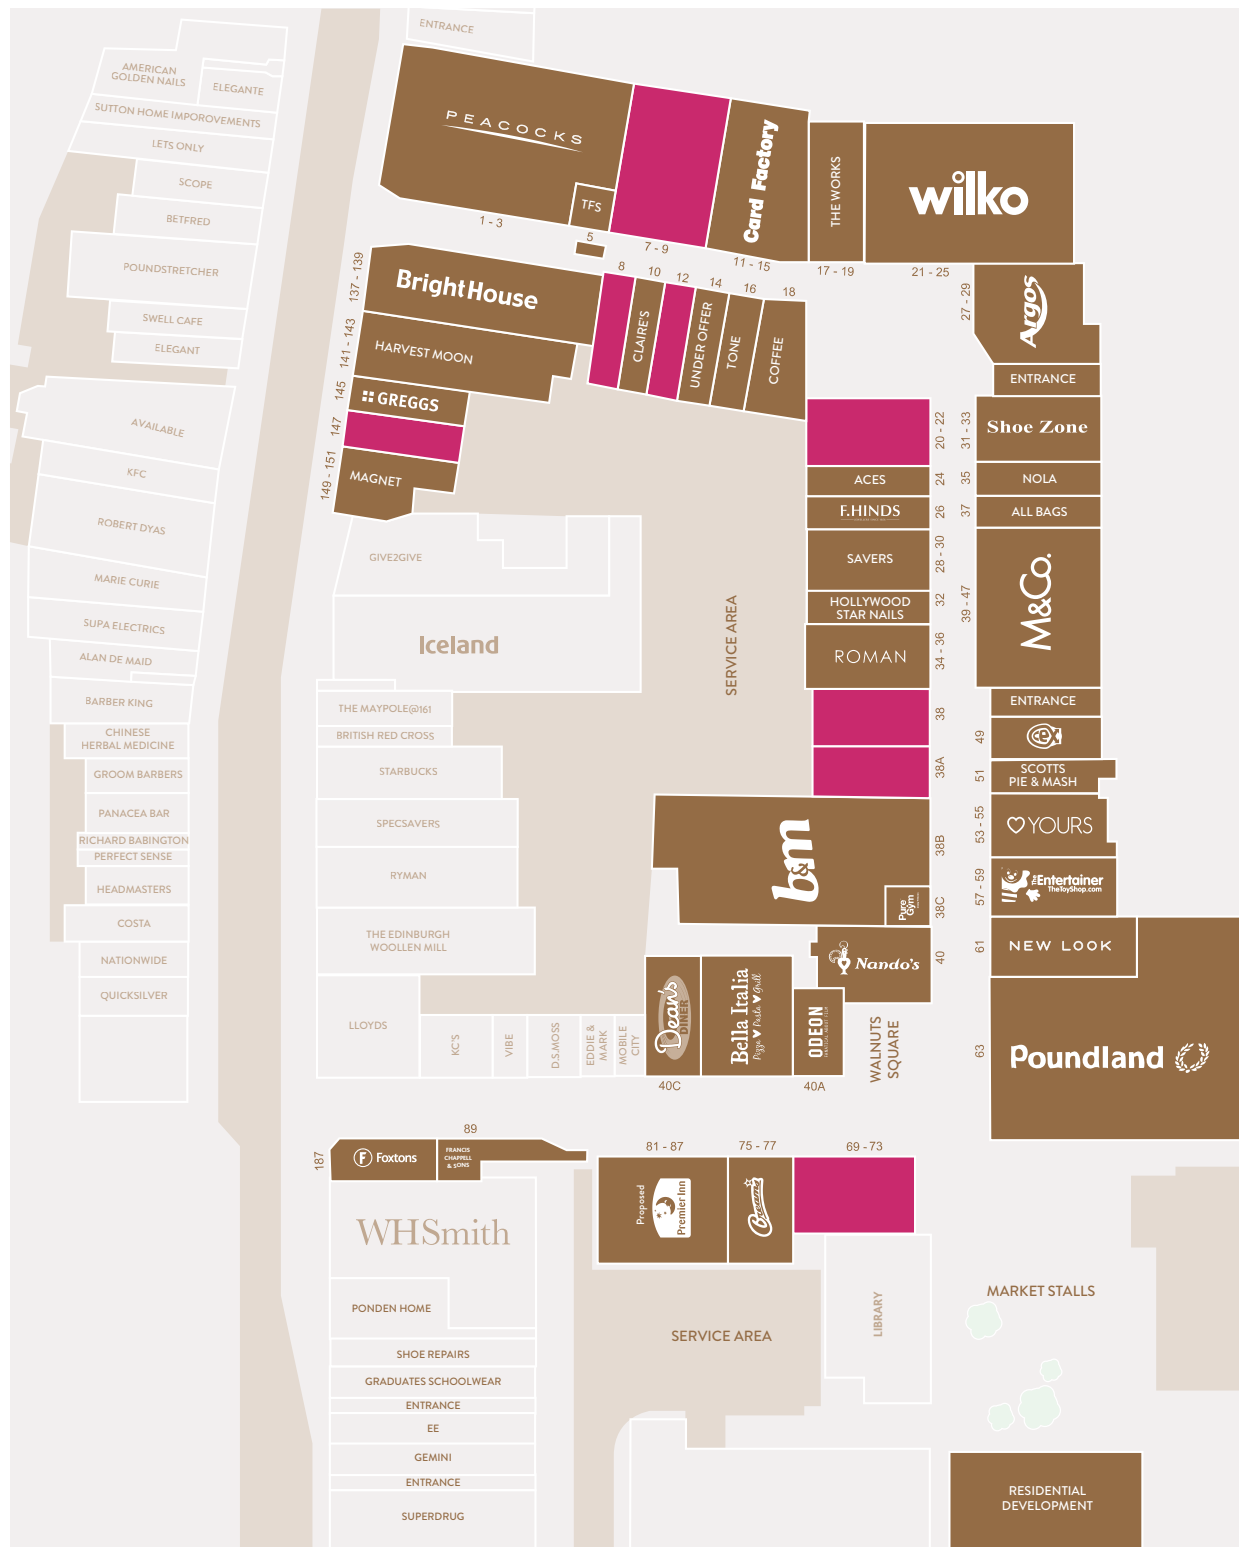 ENTRANCE
AMERICAN
GOLDEN NAILS
ELEGANTE
SUTTON HOME IMPOROVEMENTS
LETS ONLY
SCOPE
BETFRED
POUNDSTRETCHER
SWELL CAFE
ELEGANT
AVAILABLE
KFC
ROBERT DYAS
MARIE CURIE
SUPA ELECTRICS
ALAN DE MAID
BARBER KING
CHINESE
HERBAL MEDICINE
GROOM BARBERS
PANACEA BAR
RICHARD BABINGTON
PERFECT SENSE
HEADMASTERS
COSTA
NATIONWIDE
QUICKSILVER
PEACOCKS
TFS
Card Factory
THE WORKS
wilko
1 - 3
5
7 - 9
11 - 15
17 - 19
21 - 25
137 - 139
BrightHouse
141 - 143
HARVEST MOON
145
GREGGS
147
149 - 151
MAGNET
8
10
12
14
16
18
CLAIRE'S
UNDER OFFER
TONE
COFFEE
27 - 29
Argos
ENTRANCE
20 - 22
31 - 33
Shoe Zone
ACES
24
35
NOLA
F.HINDS
26
37
ALL BAGS
SAVERS
28 - 30
HOLLYWOOD
STAR NAILS
32
39 - 47
M&Co.
ROMAN
34 - 36
38
ENTRANCE
38A
49
cex
51
SCOTTS
PIE & MASH
SERVICE AREA
b&m
38B
53 - 55
YOURS
Pure
Gym
38C
57 - 59
The Entertainer
TheToyShop.com
Nando's
40
61
NEW LOOK
63
Poundland
GIVE2GIVE
Iceland
THE MAYPOLE@161
BRITISH RED CROSS
STARBUCKS
SPECSAVERS
RYMAN
THE EDINBURGH
WOOLLEN MILL
LLOYDS
KC'S
VIBE
D.S.MOSS
EDDIE &
MARK
MOBILE
CITY
Dean's
DINER
Bella Italia
Pizza Pasta Grill
ODEON
WALNUTS
SQUARE
40C
40A
187
Foxtons
89
FRANCIS
CHAPPELL
& SONS
81 - 87
75 - 77
69 - 73
Proposed
Premier Inn
Creams
WHSmith
PONDEN HOME
SHOE REPAIRS
GRADUATES SCHOOLWEAR
ENTRANCE
EE
GEMINI
ENTRANCE
SUPERDRUG
SERVICE AREA
LIBRARY
MARKET STALLS
RESIDENTIAL
DEVELOPMENT